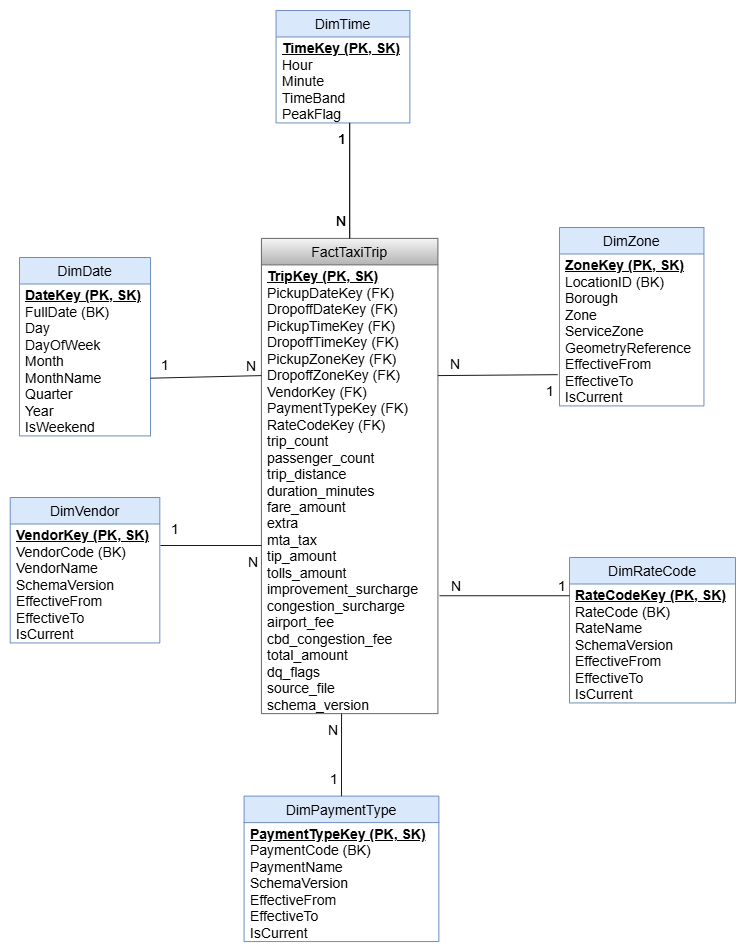 DimTime
TimeKey (PK, SK)
Hour
Minute
TimeBand
PeakFlag
1
N
DimDate
DateKey (PK, SK)
FullDate (BK)
Day
DayOfWeek
Month
MonthName
Quarter
Year
IsWeekend
1
N
FactTaxiTrip
TripKey (PK, SK)
PickupDateKey (FK)
DropoffDateKey (FK)
PickupTimeKey (FK)
DropoffTimeKey (FK)
PickupZoneKey (FK)
DropoffZoneKey (FK)
VendorKey (FK)
PaymentTypeKey (FK)
RateCodeKey (FK)
trip_count
passenger_count
trip_distance
duration_minutes
fare_amount
extra
mta_tax
tip_amount
tolls_amount
improvement_surcharge
congestion_surcharge
airport_fee
cbd_congestion_fee
total_amount
dq_flags
source_file
schema_version
DimZone
ZoneKey (PK, SK)
LocationID (BK)
Borough
Zone
ServiceZone
GeometryReference
EffectiveFrom
EffectiveTo
IsCurrent
N
1
DimVendor
VendorKey (PK, SK)
VendorCode (BK)
VendorName
SchemaVersion
EffectiveFrom
EffectiveTo
IsCurrent
1
N
DimRateCode
RateCodeKey (PK, SK)
RateCode (BK)
RateName
SchemaVersion
EffectiveFrom
EffectiveTo
IsCurrent
N
1
N
1
DimPaymentType
PaymentTypeKey (PK, SK)
PaymentCode (BK)
PaymentName
SchemaVersion
EffectiveFrom
EffectiveTo
IsCurrent